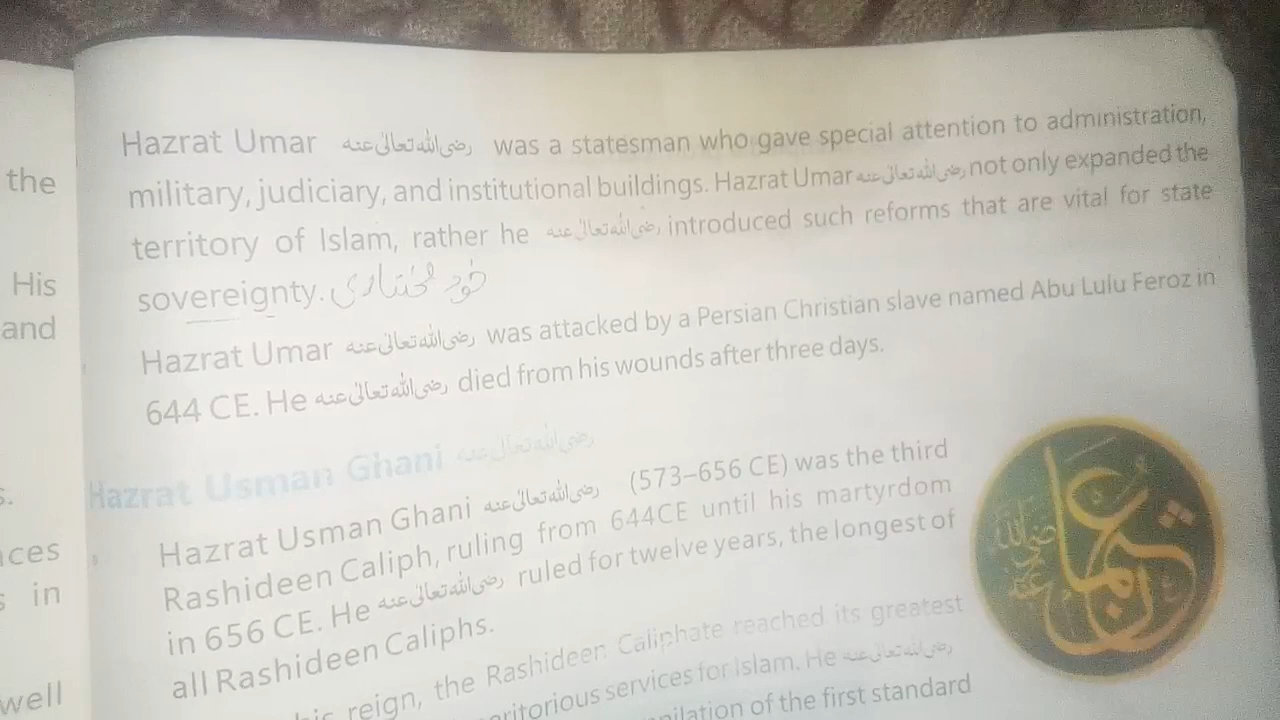 the
His
and
s.
nces
s in
well
Hazrat Umar رضی اللہ تعالیٰ عنہ was a statesman who gave special attention to administration,
military, judiciary, and institutional buildings. Hazrat Umar رضی اللہ تعالیٰ عنہ not only expanded the
territory of Islam, rather he رضی اللہ تعالیٰ عنہ introduced such reforms that are vital for state
sovereignty. خود مختاری
Hazrat Umar رضی اللہ تعالیٰ عنہ was attacked by a Persian Christian slave named Abu Lulu Feroz in
644 CE. He رضی اللہ تعالیٰ عنہ died from his wounds after three days.
Hazrat Usman Ghani رضی اللہ تعالیٰ عنہ
Hazrat Usman Ghani رضی اللہ تعالیٰ عنہ (573–656 CE) was the third
Rashideen Caliph, ruling from 644CE until his martyrdom
in 656 CE. He رضی اللہ تعالیٰ عنہ ruled for twelve years, the longest of
all Rashideen Caliphs.
reign, the Rashideen Caliphate reached its greatest
services for Islam. He رضی اللہ تعالیٰ عنہ
of the first standard
عثمان رضی اللہ عنہ